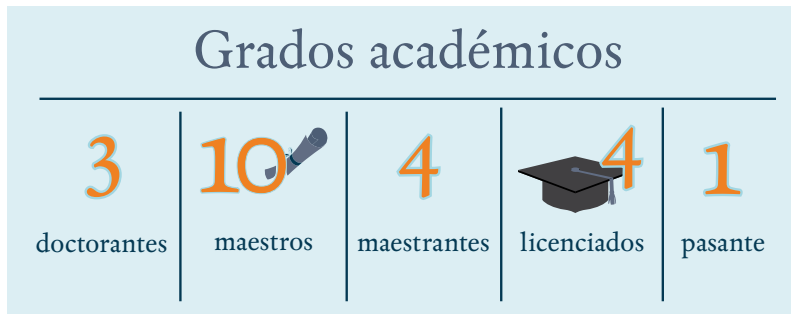 Grados académicos
3
doctorantes
10
maestros
4
maestrantes
4
licenciados
1
pasante